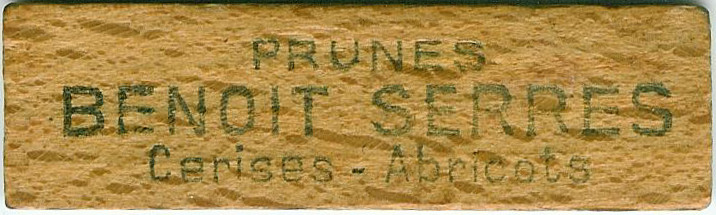 PRUNES
BENOIT SERRES
Cerises - Abricots